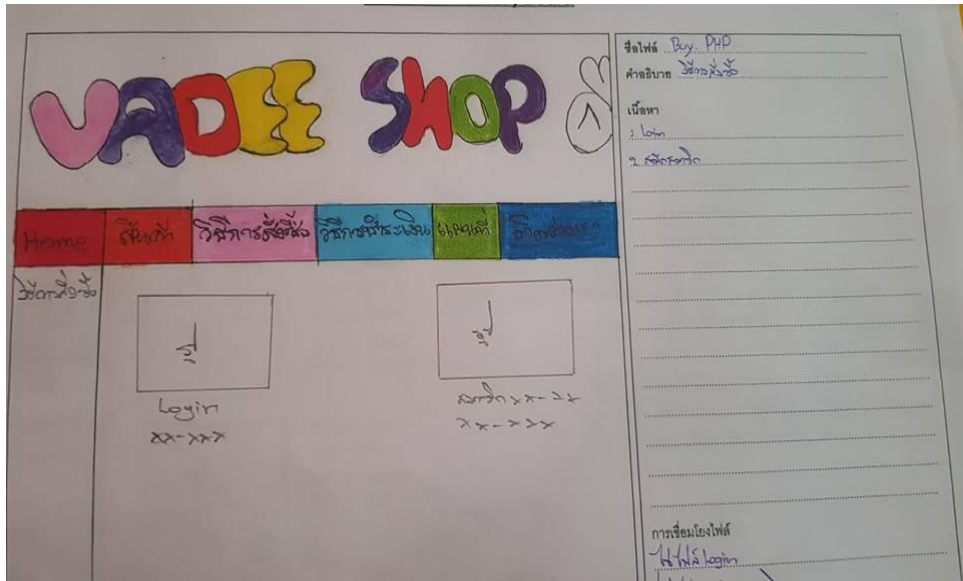 VADEE SHOP
Home สินค้า วิธีการสั่งซื้อ วิธีการชำระเงิน แผนที่ ติดต่อเรา
วิธีการสั่งซื้อ
รูป
รูป
Login
xx-xxx
สมาชิก xx-xx
xx-xxx
ชื่อไฟล์ Buy. PHP
คำอธิบาย วิธีการสั่งซื้อ
เนื้อหา
1. login
2. สมัครสมาชิก
การเชื่อมโยงไฟล์
-ไปไฟล์ login